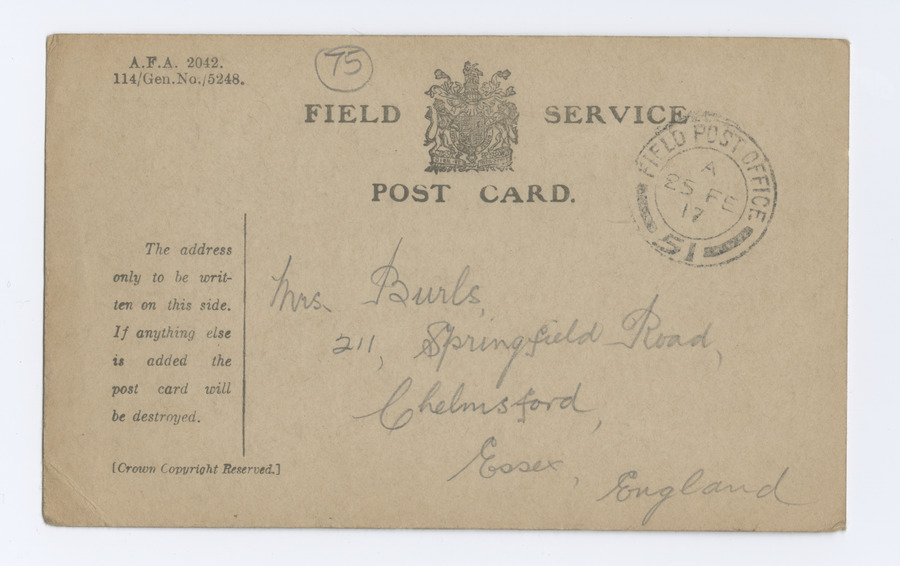 A.F.A. 2042.
114/Gen.No./5248.
75
FIELD SERVICE
POST CARD.
FIELD POST OFFICE
A
25 FE
17
51
The address
only to be writ-
ten on this side.
If anything else
is added the
post card will
be destroyed.
[Crown Copyright Reserved.]
Mrs. Burls,
211, Springfield Road,
Chelmsford,
Essex,
England